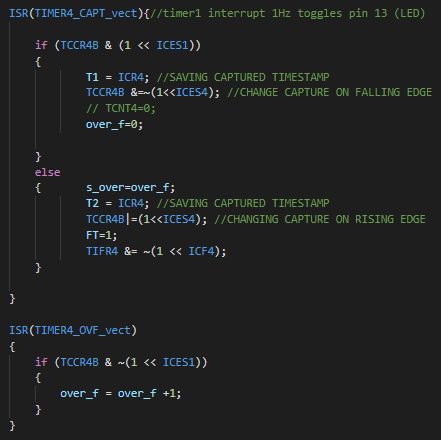 ISR(TIMER4_CAPT_vect){//timer1 interrupt 1Hz toggles pin 13 (LED)
if (TCCR4B & (1 << ICES1))
{
T1 = ICR4; //SAVING CAPTURED TIMESTAMP
TCCR4B &=~(1<<ICES4); //CHANGE CAPTURE ON FALLING EDGE
// TCNT4=0;
over_f=0;
}
else
{ s_over=over_f;
T2 = ICR4; //SAVING CAPTURED TIMESTAMP
TCCR4B|=(1<<ICES4); //CHANGING CAPTURE ON RISING EDGE
FT=1;
TIFR4 &= ~(1 << ICF4);
}
}
ISR(TIMER4_OVF_vect)
{
if (TCCR4B & ~(1 << ICES1))
{
over_f = over_f +1;
}
}